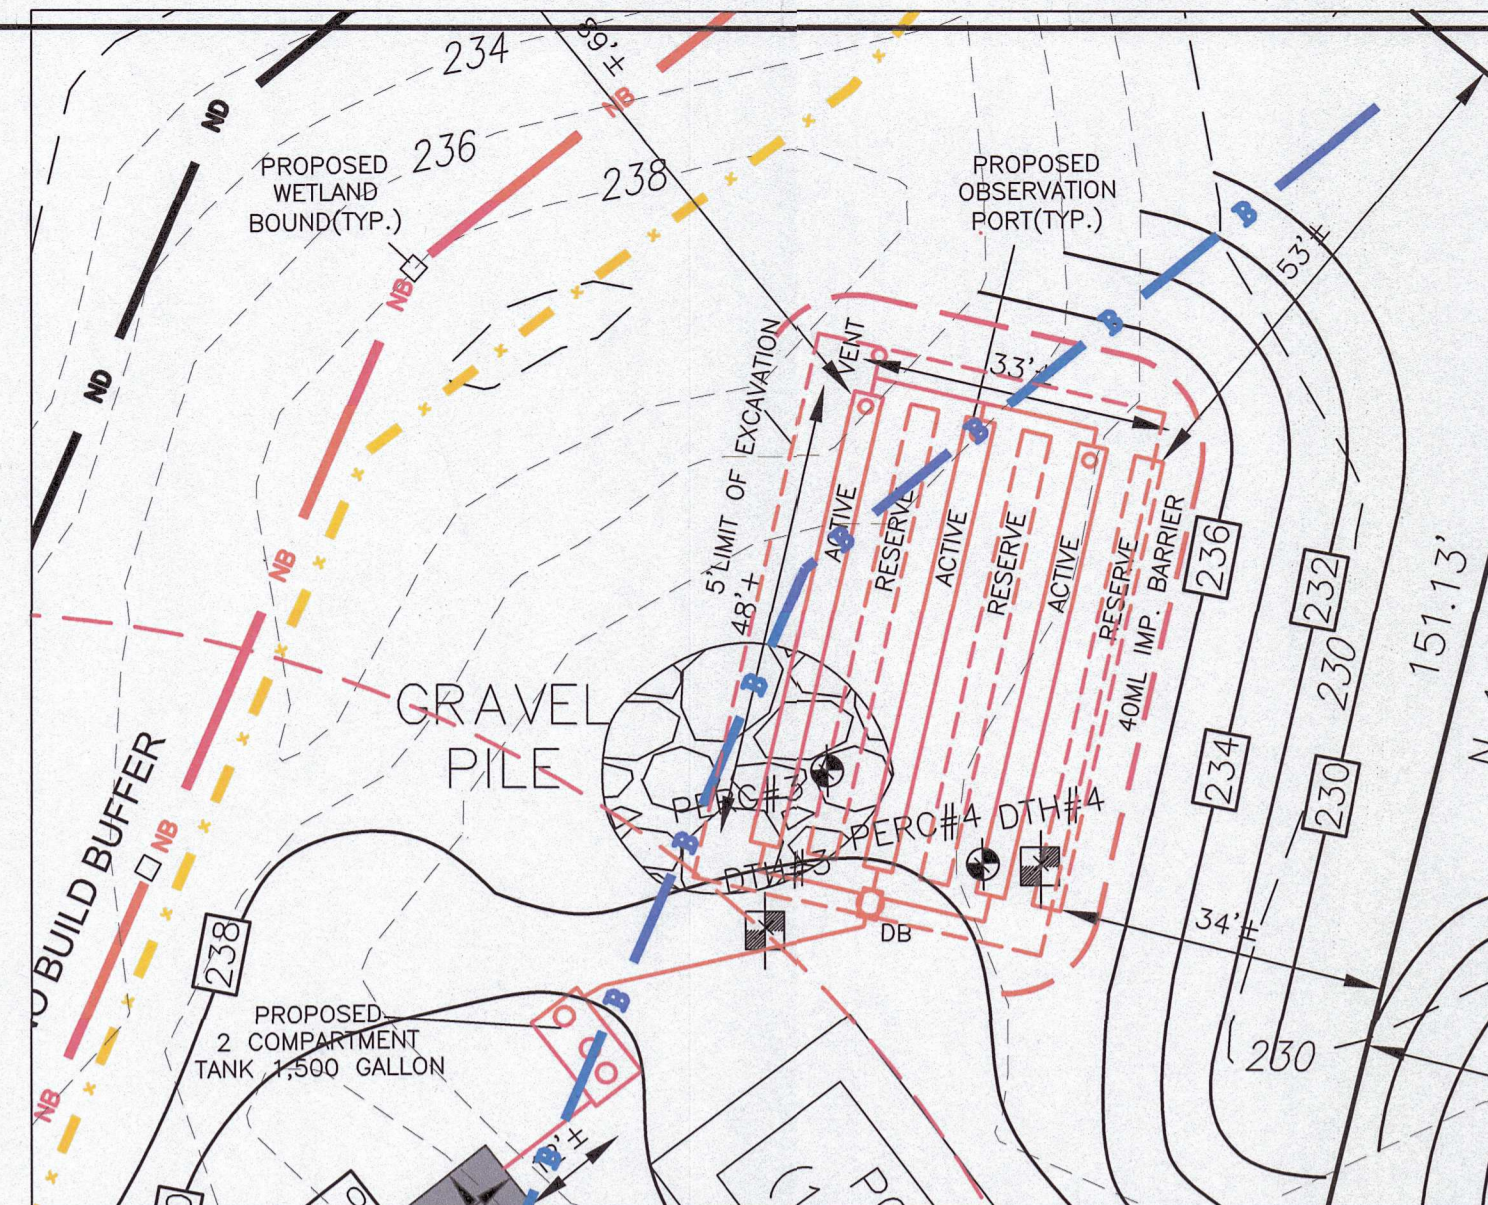 234
89'±
NB
ND
236
PROPOSED
WETLAND
BOUND(TYP.)
238
PROPOSED
OBSERVATION
PORT(TYP.)
B
53'±
NB
B
ND
VENT
33'±
5' LIMIT OF EXCAVATION
48'±
B
B
ACTIVE
RESERVE
ACTIVE
RESERVE
ACTIVE
RESERVE
40ML IMP. BARRIER
236
232
230
151.13'
NB
B
GRAVEL
PILE
234
230
PERC#3
PERC#4
DTH#4
B
DTH#3
NB
BUILD BUFFER
238
DB
34'±
B
PROPOSED
2 COMPARTMENT
TANK 1,500 GALLON
230
NB
B